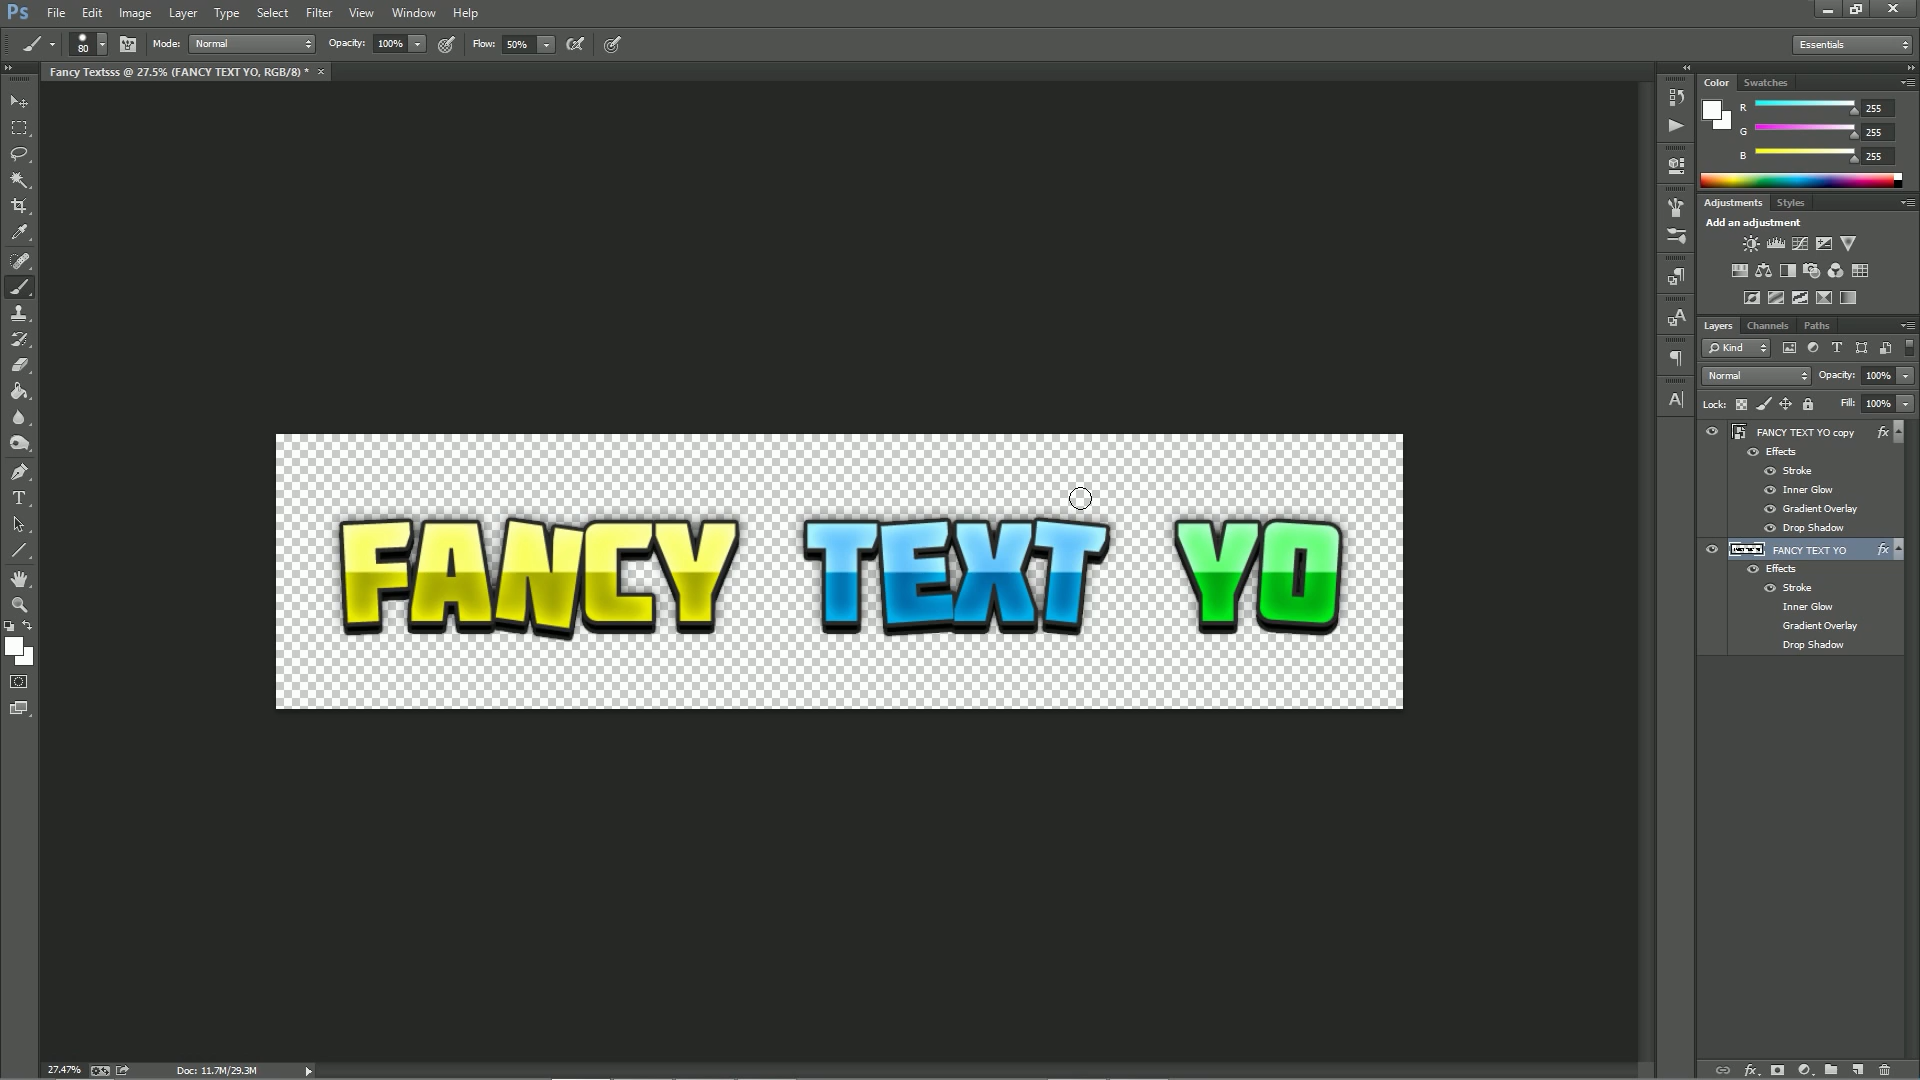 Ps File Edit Image Layer Type Select Filter View Window Help
80 Mode: Normal Opacity: 100% Flow: 50% Essentials
Fancy Textsss @ 27.5% (FANCY TEXT YO, RGB/8) * ×
Color Swatches
R 255
G 255
B 255
Adjustments Styles
Add an adjustment
Layers Channels Paths
Kind
Normal Opacity: 100%
Lock: Fill: 100%
FANCY TEXT YO copy fx
Effects
Stroke
Inner Glow
Gradient Overlay
Drop Shadow
FANCY TEXT YO fx
Effects
Stroke
Inner Glow
Gradient Overlay
Drop Shadow
FANCY TEXT YO
27.47% Doc: 11.7M/29.3M